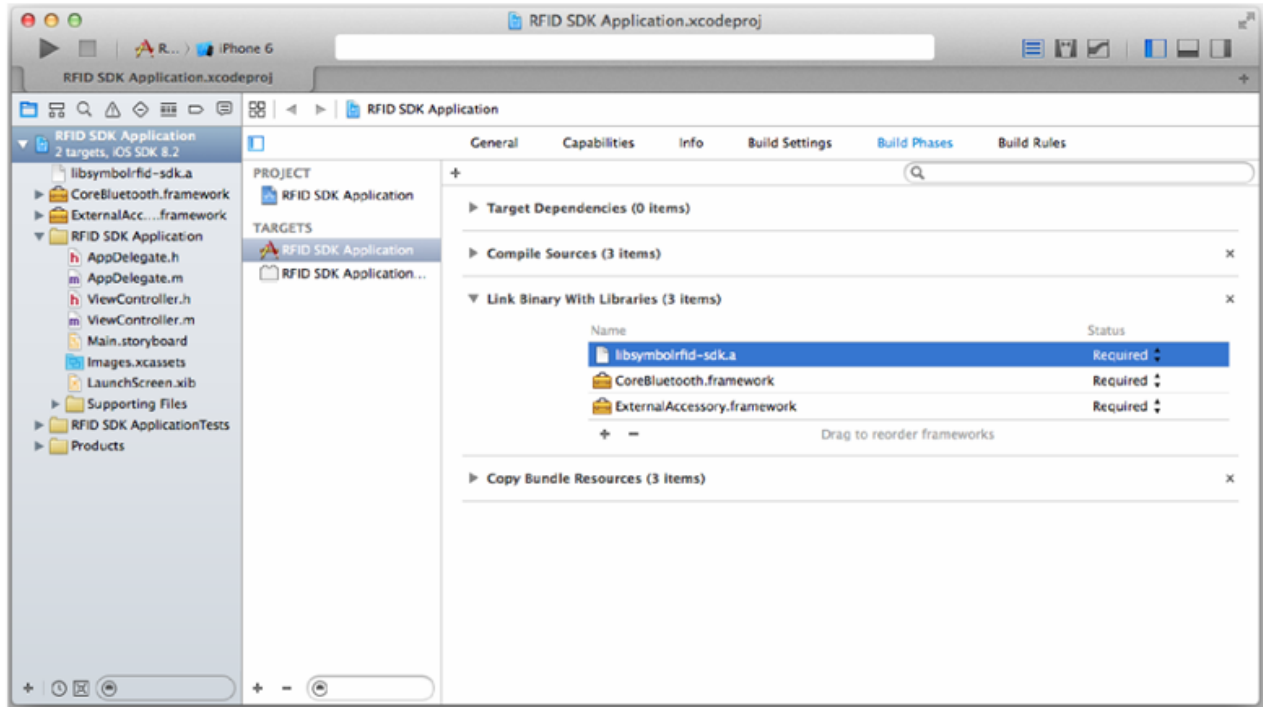 RFID SDK Application.xcodeproj
R... iPhone 6
RFID SDK Application.xcodeproj
RFID SDK Application
RFID SDK Application
2 targets, iOS SDK 8.2
libsymbolrfid-sdk.a
CoreBluetooth.framework
ExternalAcc....framework
RFID SDK Application
AppDelegate.h
AppDelegate.m
ViewController.h
ViewController.m
Main.storyboard
Images.xcassets
LaunchScreen.xib
Supporting Files
RFID SDK ApplicationTests
Products
PROJECT
RFID SDK Application
TARGETS
RFID SDK Application
RFID SDK Application...
General Capabilities Info Build Settings Build Phases Build Rules
Target Dependencies (0 items)
Compile Sources (3 items)
Link Binary With Libraries (3 items)
Name Status
libsymbolrfid-sdk.a Required
CoreBluetooth.framework Required
ExternalAccessory.framework Required
Drag to reorder frameworks
Copy Bundle Resources (3 items)